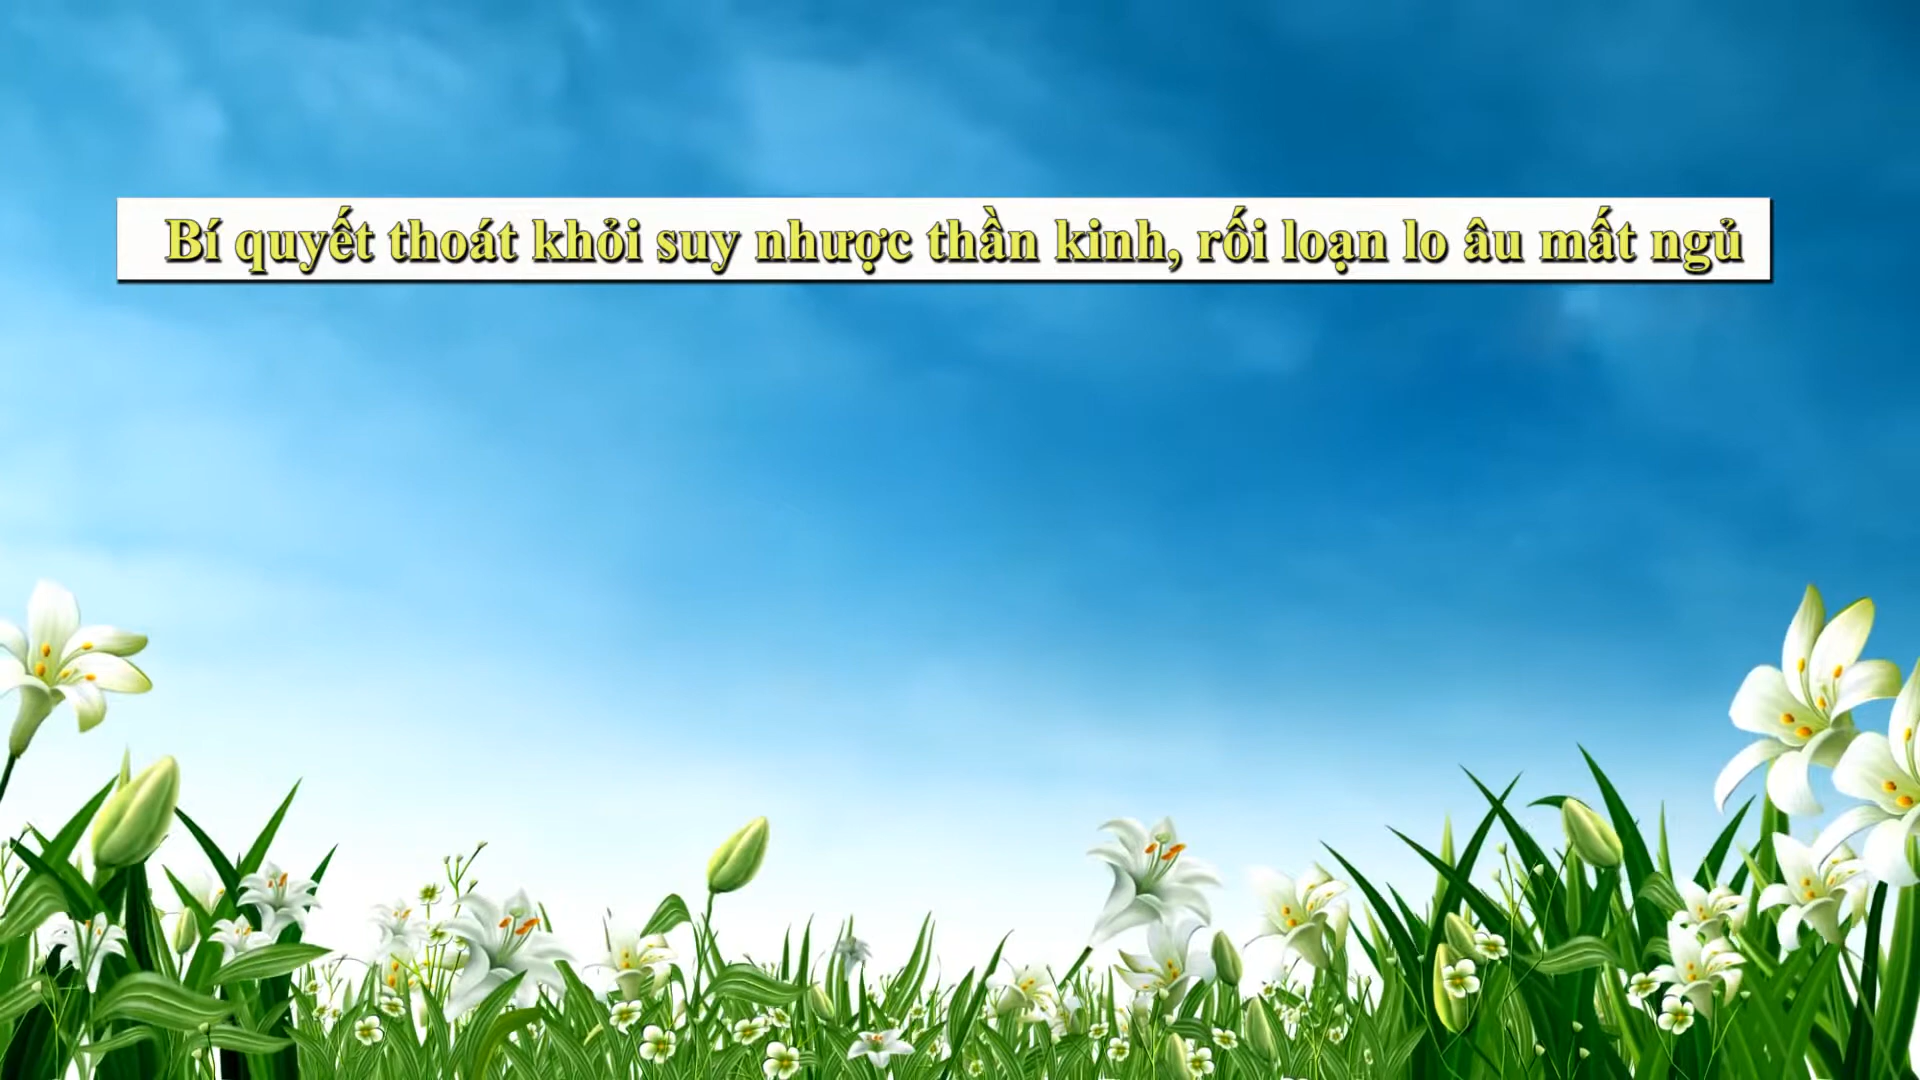 Bí quyết thoát khỏi suy nhược thần kinh, rối loạn lo âu mất ngủ